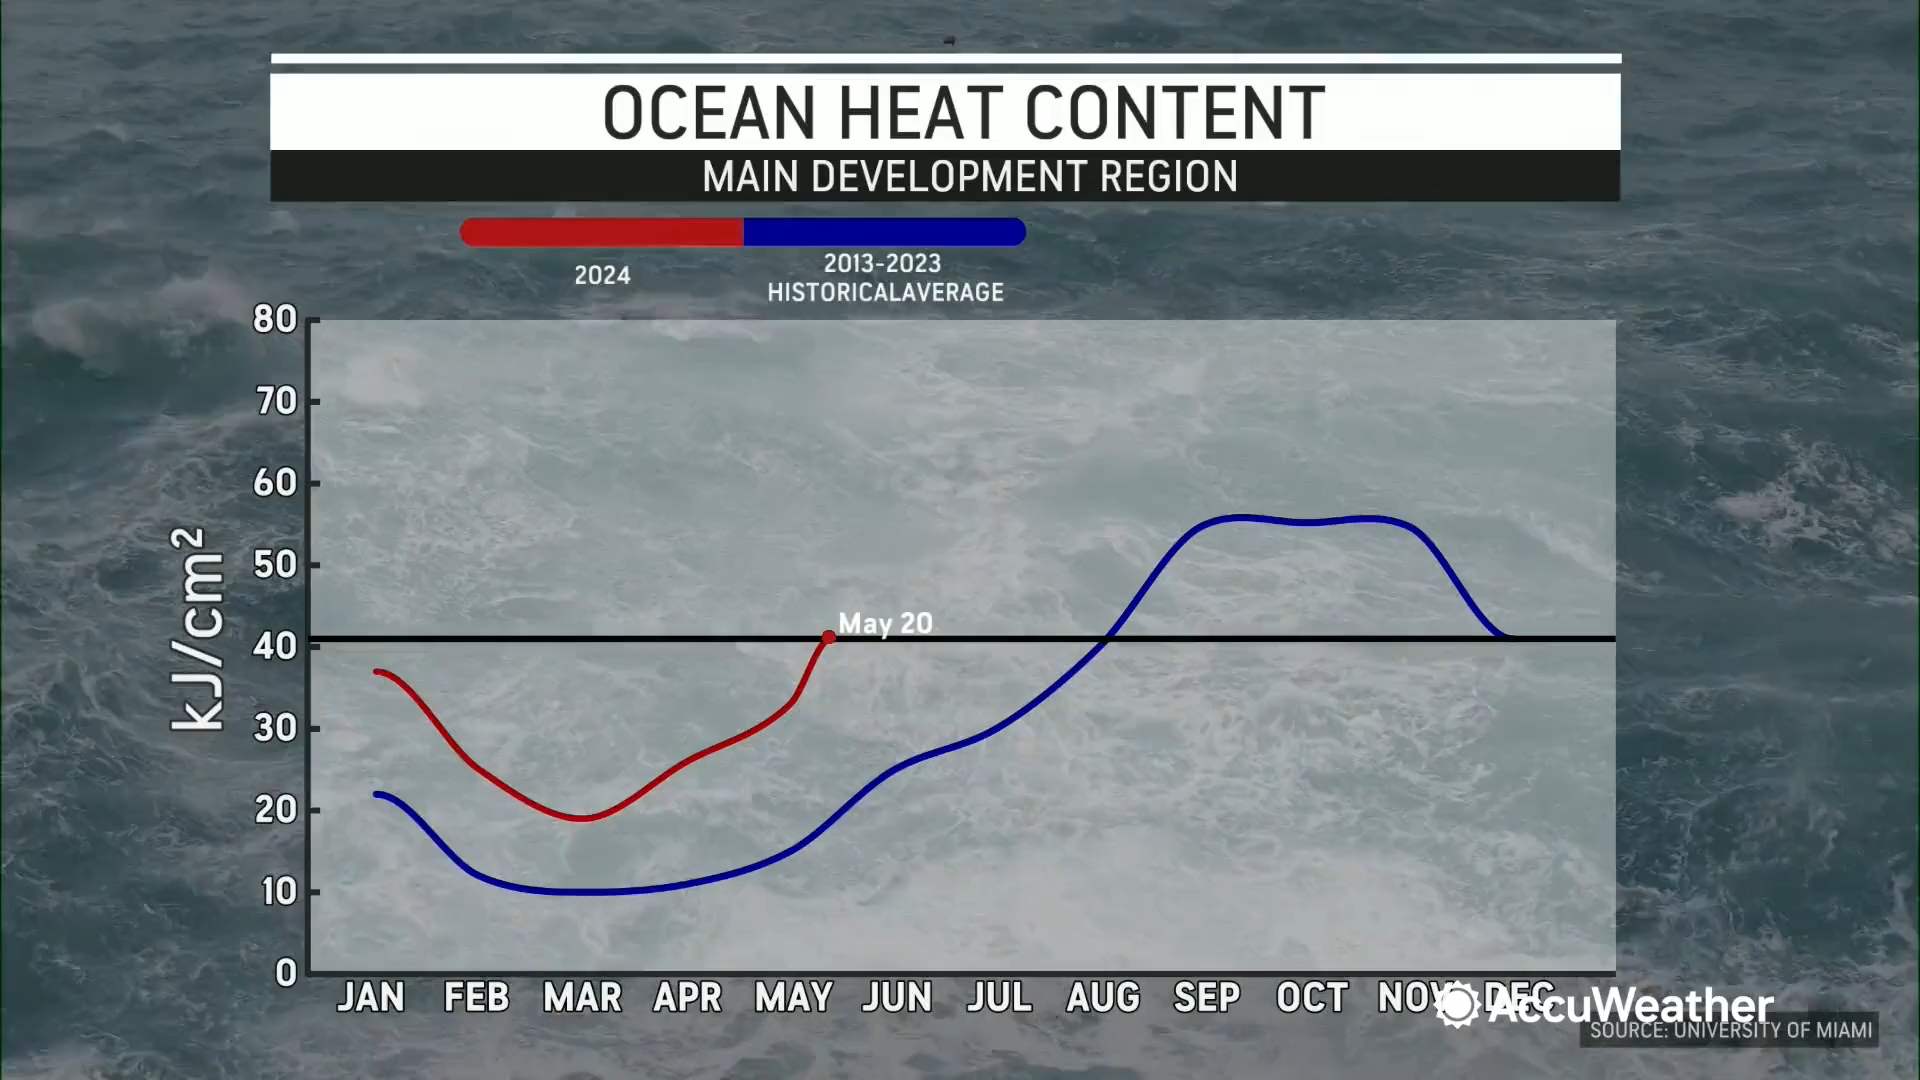 OCEAN HEAT CONTENT
MAIN DEVELOPMENT REGION
2024
2013-2023
HISTORICALAVERAGE
80
70
60
50
40
30
20
10
0
kJ/cm²
May 20
JAN FEB MAR APR MAY JUN JUL AUG SEP OCT NOV DEC
AccuWeather
SOURCE: UNIVERSITY OF MIAMI